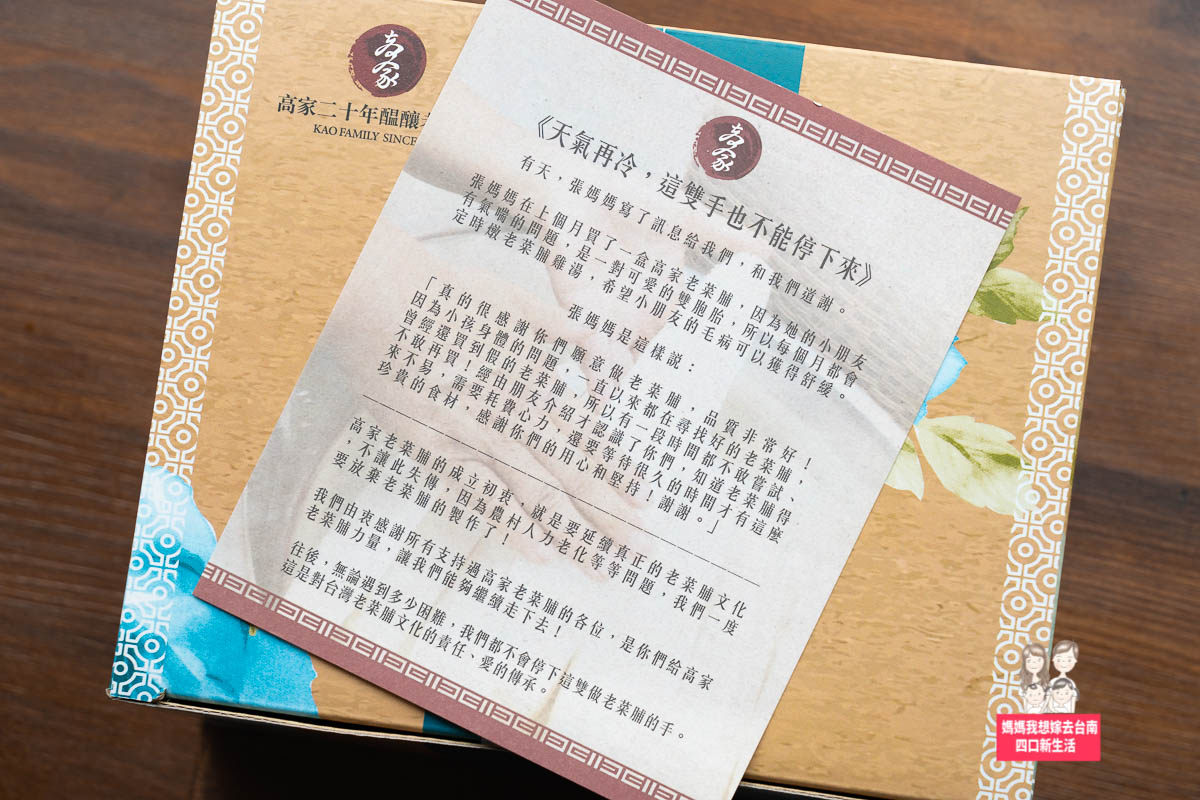 高家
高家二十年醞釀
KAO FAMILY SINCE
高家
《天氣再冷，這雙手也不能停下來》
有天，張媽媽寫了訊息給我們，和我們道謝。
張媽媽在上個月買了一盒高家老菜脯，因為她的小朋友
有氣喘的問題，是一對可愛的雙胞胎，所以每個月都會
定時燉老菜脯雞湯，希望小朋友的毛病可以獲得舒緩。
張媽媽是這樣說：
「真的很感謝你們願意做老菜脯，品質非常好！
因為小孩身體的問題，一直以來都在尋找好的老菜脯，
曾經還買到假的老菜脯，所以有一段時間都不敢嘗試、
不敢再買！經由朋友介紹才認識了你們，知道老菜脯得
來不易，需要耗費心力，還要等待很久的時間才有這麼
珍貴的食材，感謝你們的用心和堅持！謝謝。」
高家老菜脯的成立初衷，就是要延續真正的老菜脯文化
，不讓此失傳，因為農村人力老化等等問題，我們一度
要放棄老菜脯的製作了！
我們由衷感謝所有支持過高家老菜脯的各位，是你們給高家
老菜脯力量，讓我們能夠繼續走下去！
往後，無論遇到多少困難，我們都不會停下這雙做老菜脯的手。
這是對台灣老菜脯文化的責任、愛的傳承。
媽媽我想嫁去台南
四口新生活